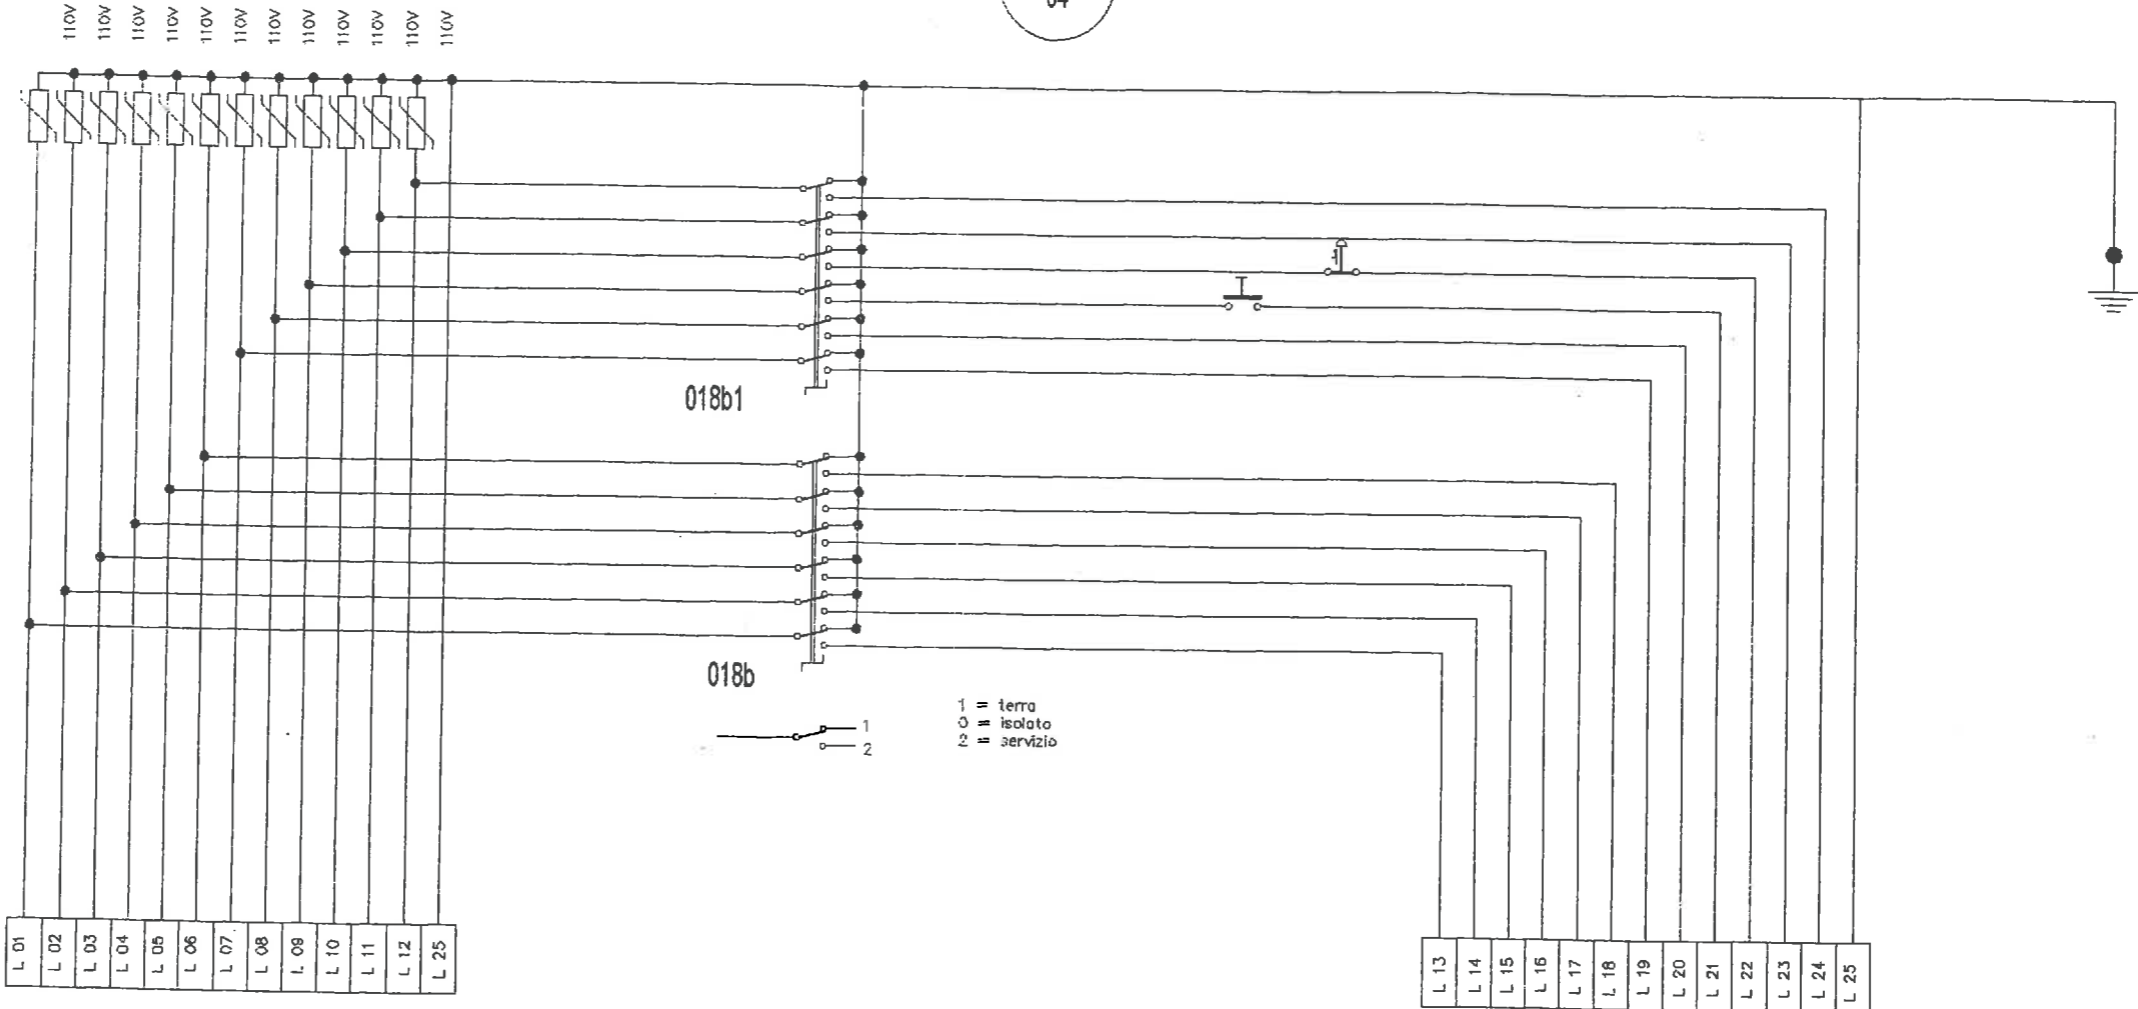 04
110V
110V
110V
110V
110V
110V
110V
110V
110V
110V
110V
110V
018b1
018b
1
2
1 = terra
0 = isolato
2 = servizio
L 01
L 02
L 03
L 04
L 05
L 06
L 07
L 08
L 09
L 10
L 11
L 12
L 25
L 13
L 14
L 15
L 16
L 17
L 18
L 19
L 20
L 21
L 22
L 23
L 24
L 25